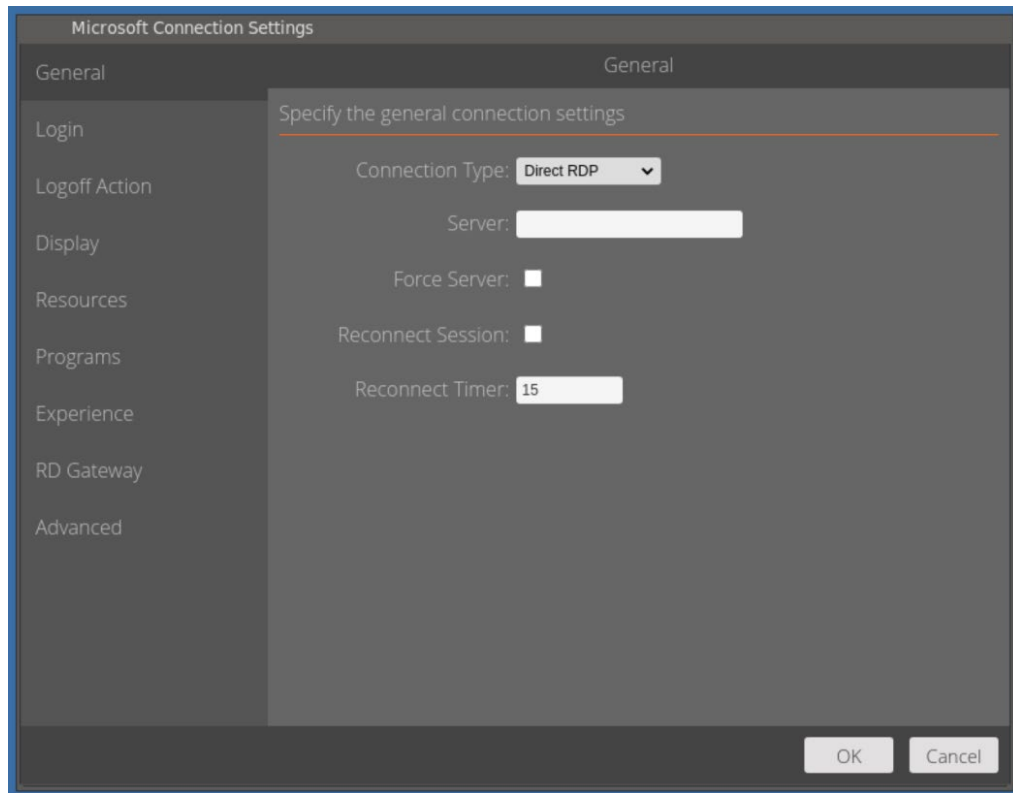 Microsoft Connection Settings
General
Login
Logoff Action
Display
Resources
Programs
Experience
RD Gateway
Advanced
General
Specify the general connection settings
Connection Type: Direct RDP
Server:
Force Server:
Reconnect Session:
Reconnect Timer: 15
OK Cancel